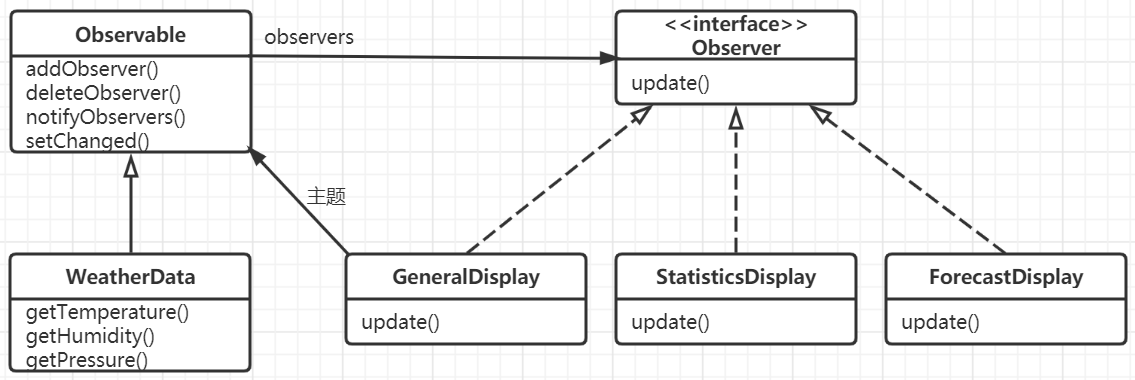 Observable
addObserver()
deleteObserver()
notifyObservers()
setChanged()
observers
<<interface>>
Observer
update()
主题
WeatherData
getTemperature()
getHumidity()
getPressure()
GeneralDisplay
update()
StatisticsDisplay
update()
ForecastDisplay
update()